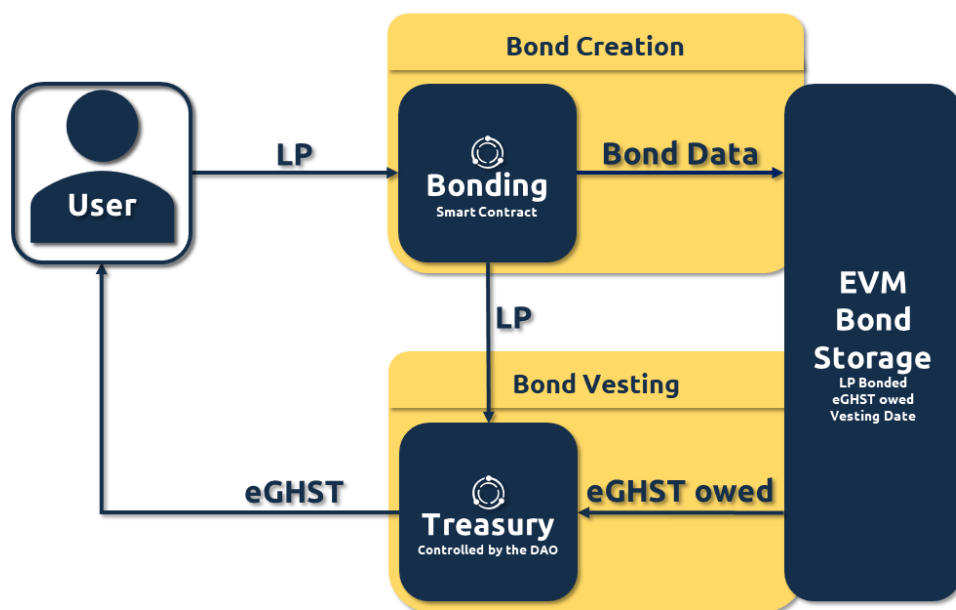 Bond Creation
User
LP
Bonding
Smart Contract
Bond Data
EVM
Bond
Storage
LP Bonded
eGHST owed
Vesting Date
LP
Bond Vesting
eGHST
Treasury
Controlled by the DAO
eGHST owed